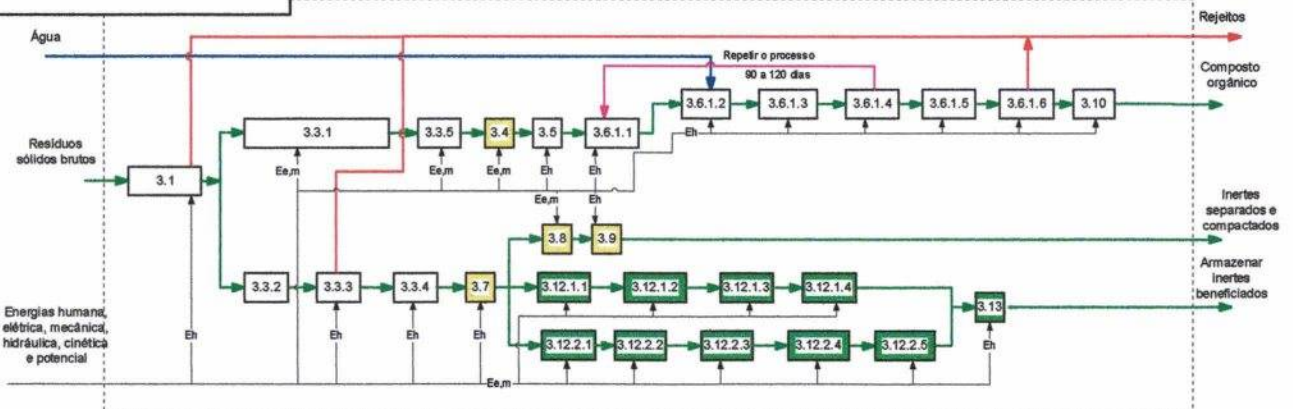 Rejeitos
Água
Repetir o processo
90 a 120 dias
Composto
orgânico
3.6.1.2
3.6.1.3
3.6.1.4
3.6.1.5
3.6.1.6
3.10
3.3.1
3.3.5
3.4
3.5
3.6.1.1
Eh
Resíduos
sólidos brutos
3.1
Ee,m
Ee,m
Ee,m
Eh
Eh
Ee,m
Eh
Inertes
separados e
compactados
3.8
3.9
Armazenar
inertes
beneficiados
3.3.2
3.3.3
3.3.4
3.7
3.12.1.1
3.12.1.2
3.12.1.3
3.12.1.4
3.13
Energias humana,
elétrica, mecânica,
hidráulica, cinética
e potencial
Eh
Eh
Eh
Eh
3.12.2.1
3.12.2.2
3.12.2.3
3.12.2.4
3.12.2.5
Eh
Ee,m